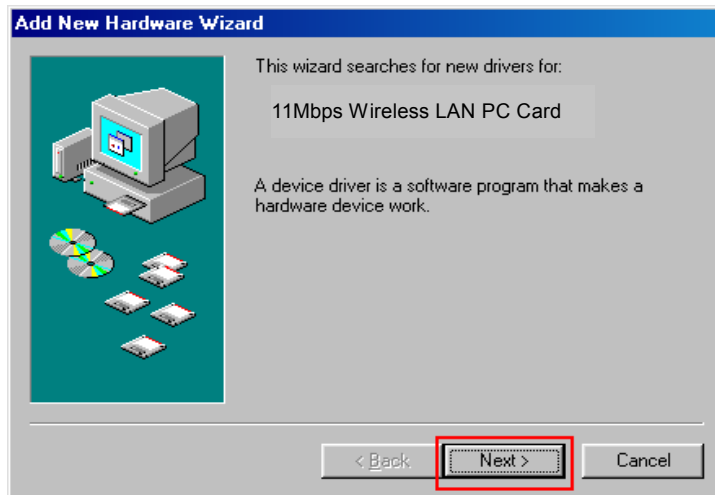 Add New Hardware Wizard
This wizard searches for new drivers for:
11Mbps Wireless LAN PC Card
A device driver is a software program that makes a
hardware device work.
< Back Next > Cancel